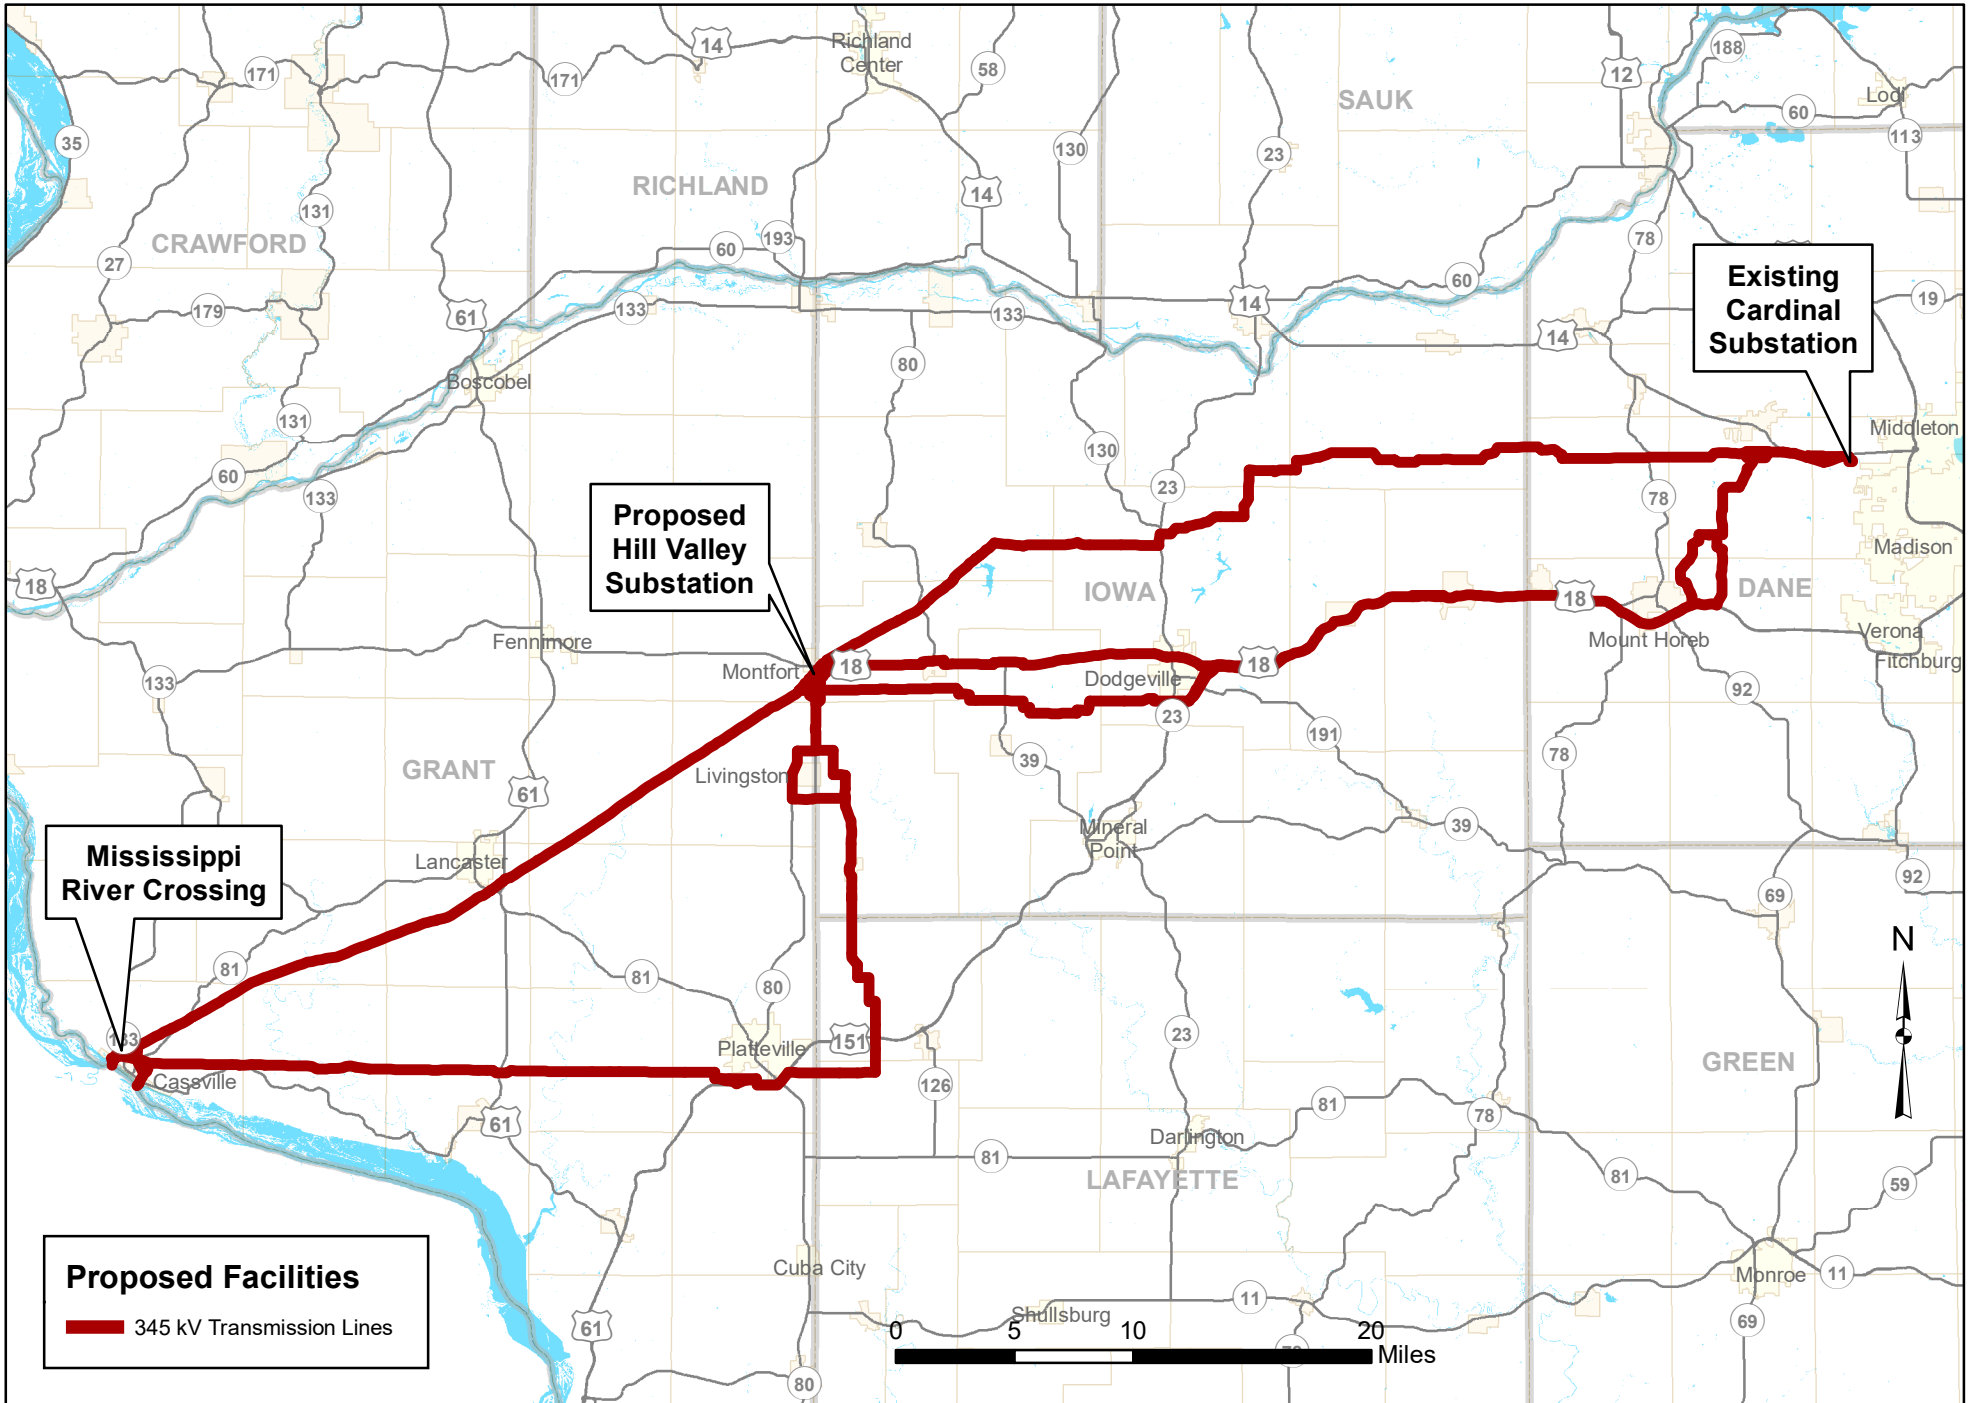 14
Richland
Center
171
171
58
12
188
SAUK
Lodi
60
35
113
130
23
RICHLAND
14
131
CRAWFORD
193
60
78
27
60
Existing
Cardinal
Substation
179
61
133
133
14
14
19
80
Boscobel
131
Middleton
130
60
23
133
78
Proposed
Hill Valley
Substation
Madison
18
IOWA
18
DANE
Fennimore
Mount Horeb
Verona
Fitchburg
Montfort
18
18
133
Dodgeville
92
23
191
39
78
GRANT
Livingston
61
Mineral
Point
39
Mississippi
River Crossing
Lancaster
92
69
N
81
81
80
133
Platteville
151
23
GREEN
Cassville
126
61
81
78
Darlington
81
LAFAYETTE
81
59
Cuba City
Monroe
11
Proposed Facilities
345 kV Transmission Lines
11
Shullsburg
61
69
0
5
10
20
Miles
80